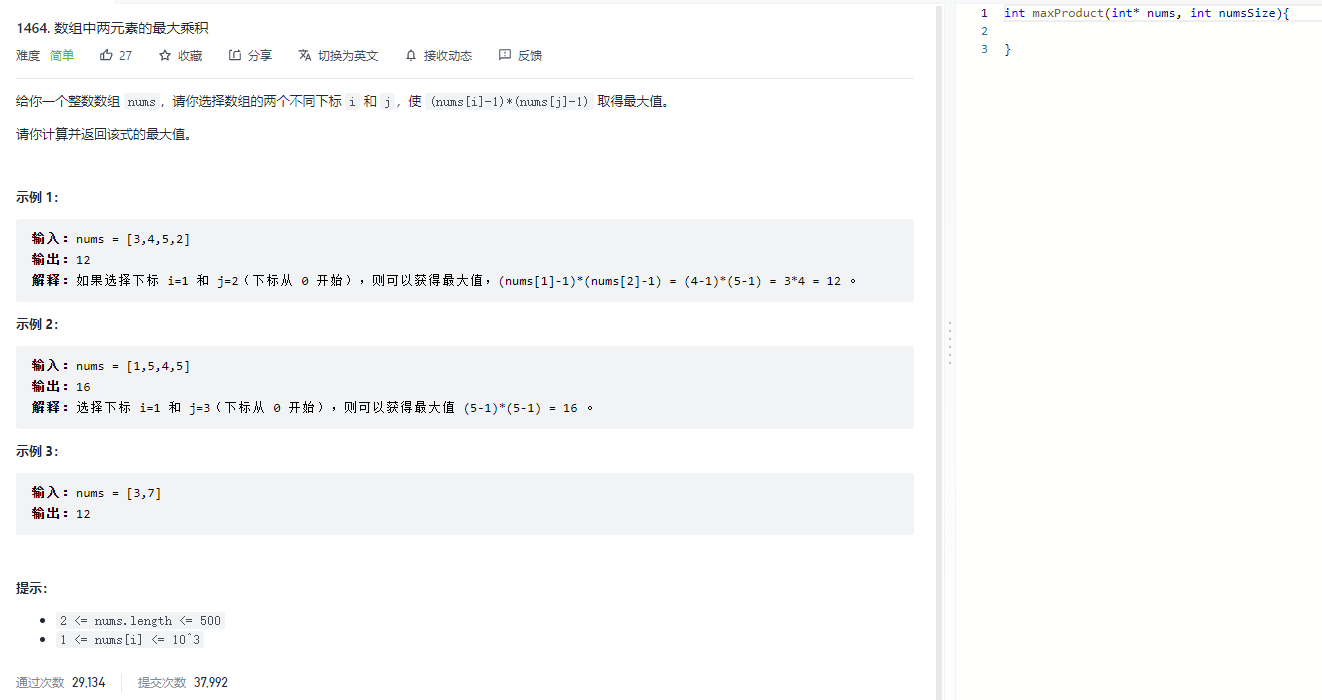 1464. 数组中两元素的最大乘积
难度 简单 27 收藏 分享 切换为英文 接收动态 反馈
给你一个整数数组 nums，请你选择数组的两个不同下标 i 和 j，使 (nums[i]-1)*(nums[j]-1) 取得最大值。
请你计算并返回该式的最大值。
示例 1：
输入：nums = [3,4,5,2]
输出：12
解释：如果选择下标 i=1 和 j=2（下标从 0 开始），则可以获得最大值，(nums[1]-1)*(nums[2]-1) = (4-1)*(5-1) = 3*4 = 12 。
示例 2：
输入：nums = [1,5,4,5]
输出：16
解释：选择下标 i=1 和 j=3（下标从 0 开始），则可以获得最大值 (5-1)*(5-1) = 16 。
示例 3：
输入：nums = [3,7]
输出：12
提示：
• 2 <= nums.length <= 500
• 1 <= nums[i] <= 10^3
通过次数 29,134 提交次数 37,992
1 int maxProduct(int* nums, int numsSize){
2
3 }